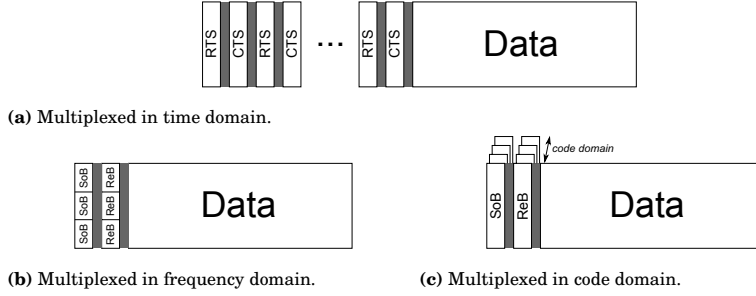 RTS CTS RTS CTS ... RTS CTS Data
(a) Multiplexed in time domain.
code domain
SoB ReB
SoB ReB Data
SoB ReB
SoB ReB Data
(b) Multiplexed in frequency domain.
(c) Multiplexed in code domain.